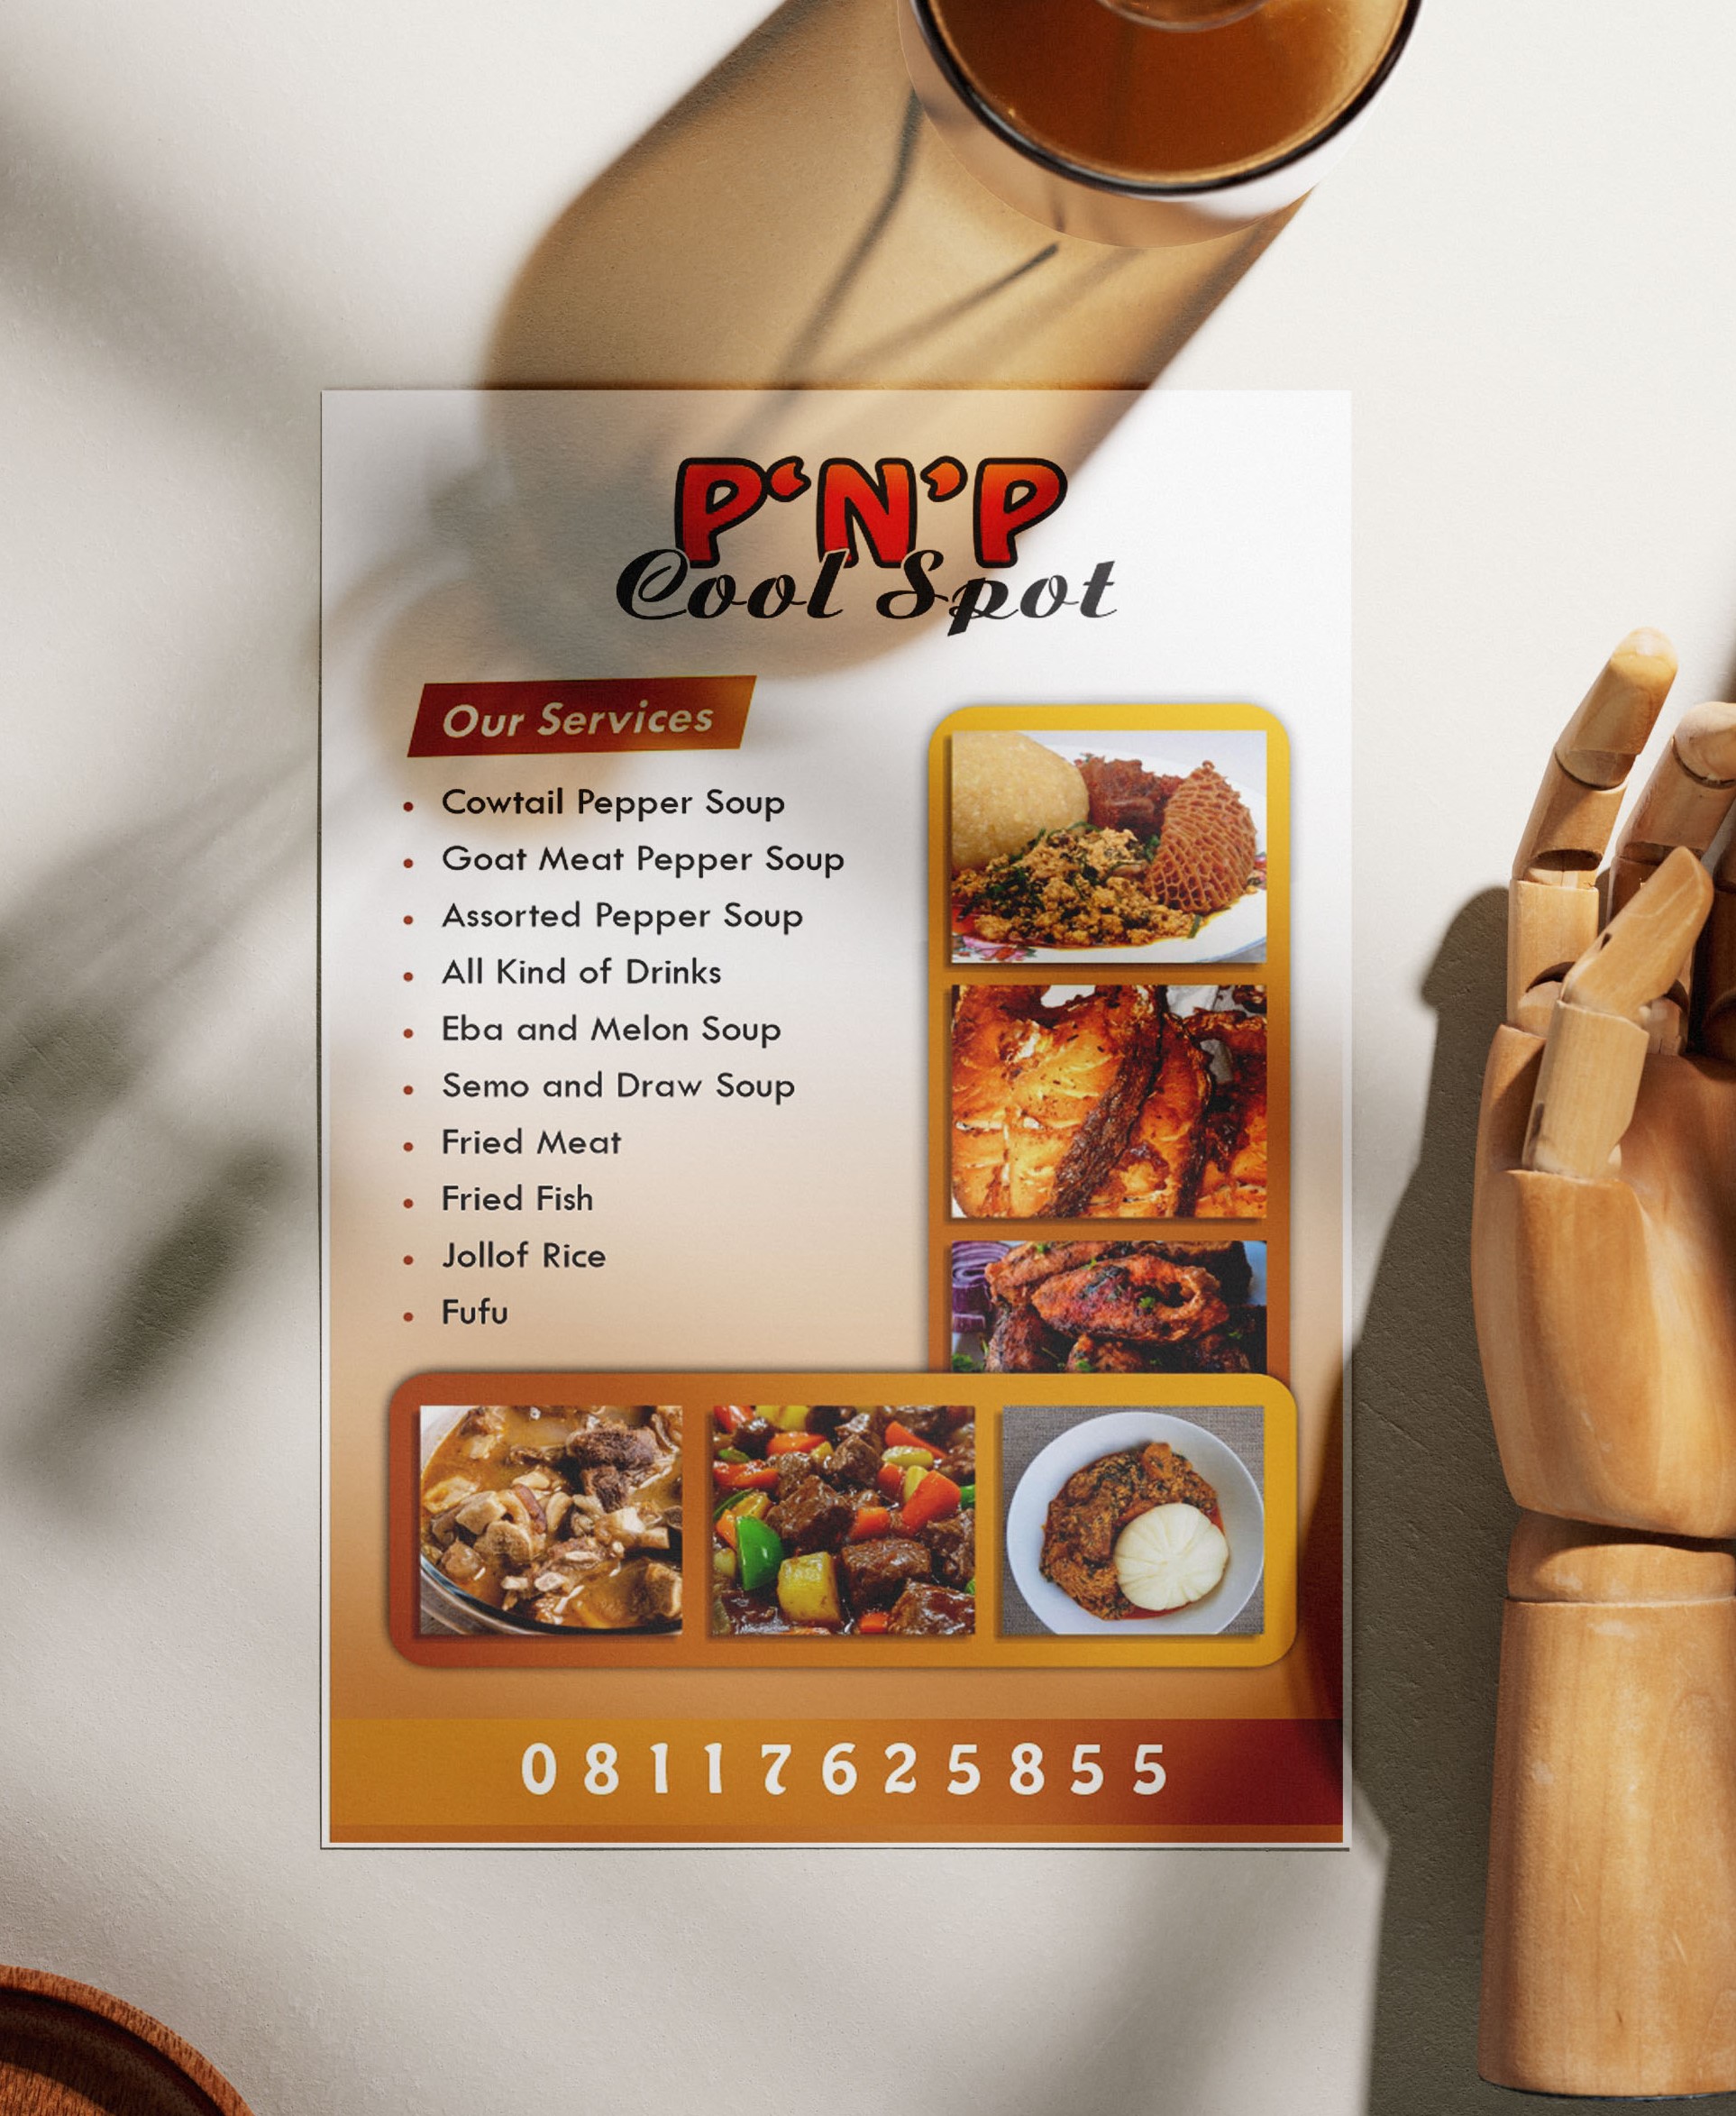 P‘N’P
Cool Spot
Our Services
• Cowtail Pepper Soup
• Goat Meat Pepper Soup
• Assorted Pepper Soup
• All Kind of Drinks
• Eba and Melon Soup
• Semo and Draw Soup
• Fried Meat
• Fried Fish
• Jollof Rice
• Fufu
08117625855